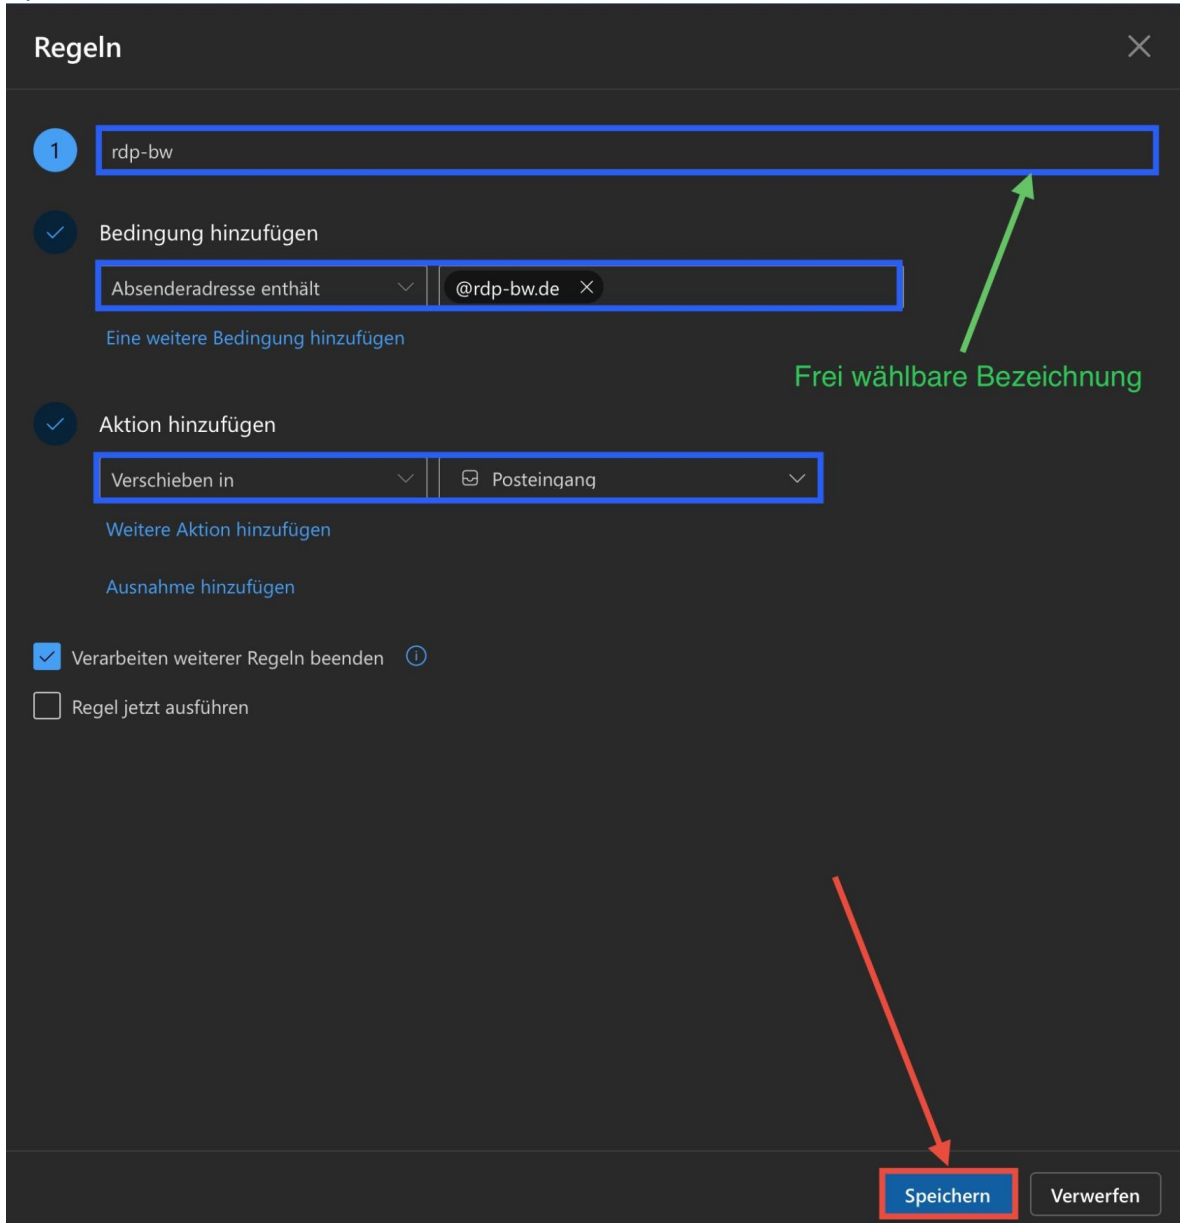 Regeln
1
rdp-bw
Bedingung hinzufügen
Absenderadresse enthält
@rdp-bw.de
Eine weitere Bedingung hinzufügen
Frei wählbare Bezeichnung
Aktion hinzufügen
Verschieben in
Posteingang
Weitere Aktion hinzufügen
Ausnahme hinzufügen
Verarbeiten weiterer Regeln beenden
Regel jetzt ausführen
Speichern
Verwerfen